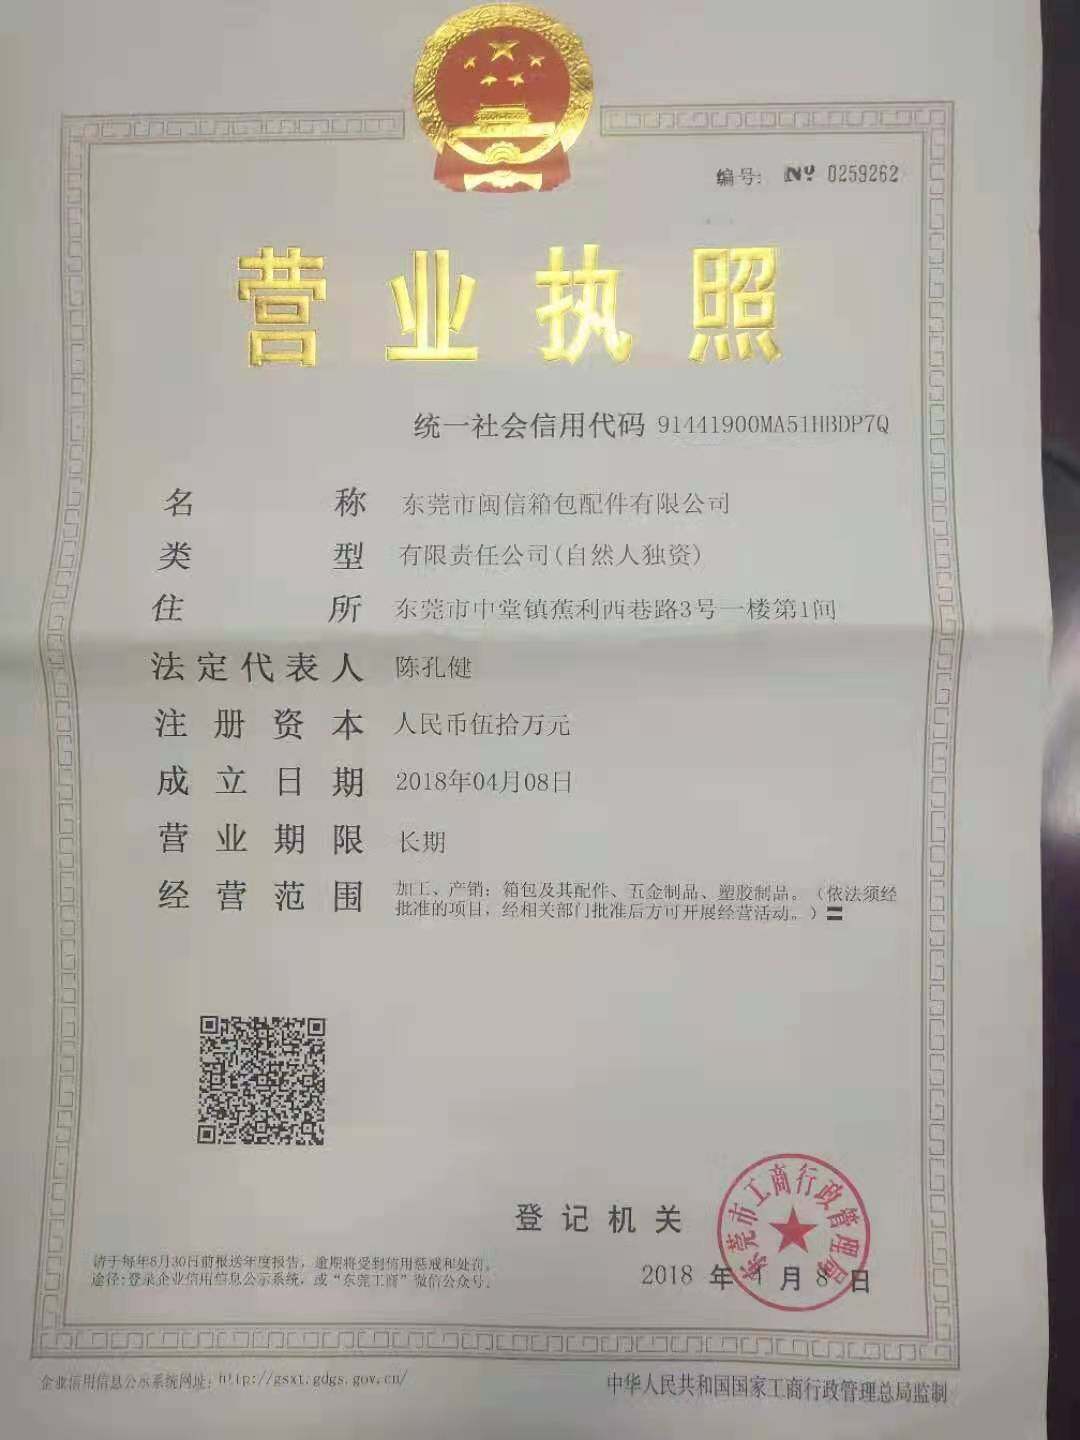 编号: № 0259262
营业执照
统一社会信用代码 91441900MA51HBDP7Q
名称 东莞市闽信箱包配件有限公司
类型 有限责任公司(自然人独资)
住所 东莞市中堂镇蕉利西巷路3号一楼第1间
法定代表人 陈孔健
注册资本 人民币伍拾万元
成立日期 2018年04月08日
营业期限 长期
经营范围 加工、产销：箱包及其配件、五金制品、塑胶制品。（依法须经
批准的项目，经相关部门批准后方可开展经营活动。）〓
东莞市工商行政管理局
登记机关
2018 年 4 月 8 日
请于每年6月30日前报送年度报告，逾期将受到信用惩戒和处罚。
途径:登录企业信用信息公示系统，或“东莞工商”微信公众号。
企业信用信息公示系统网址: http://gsxt.gdgs.gov.cn/
中华人民共和国国家工商行政管理总局监制